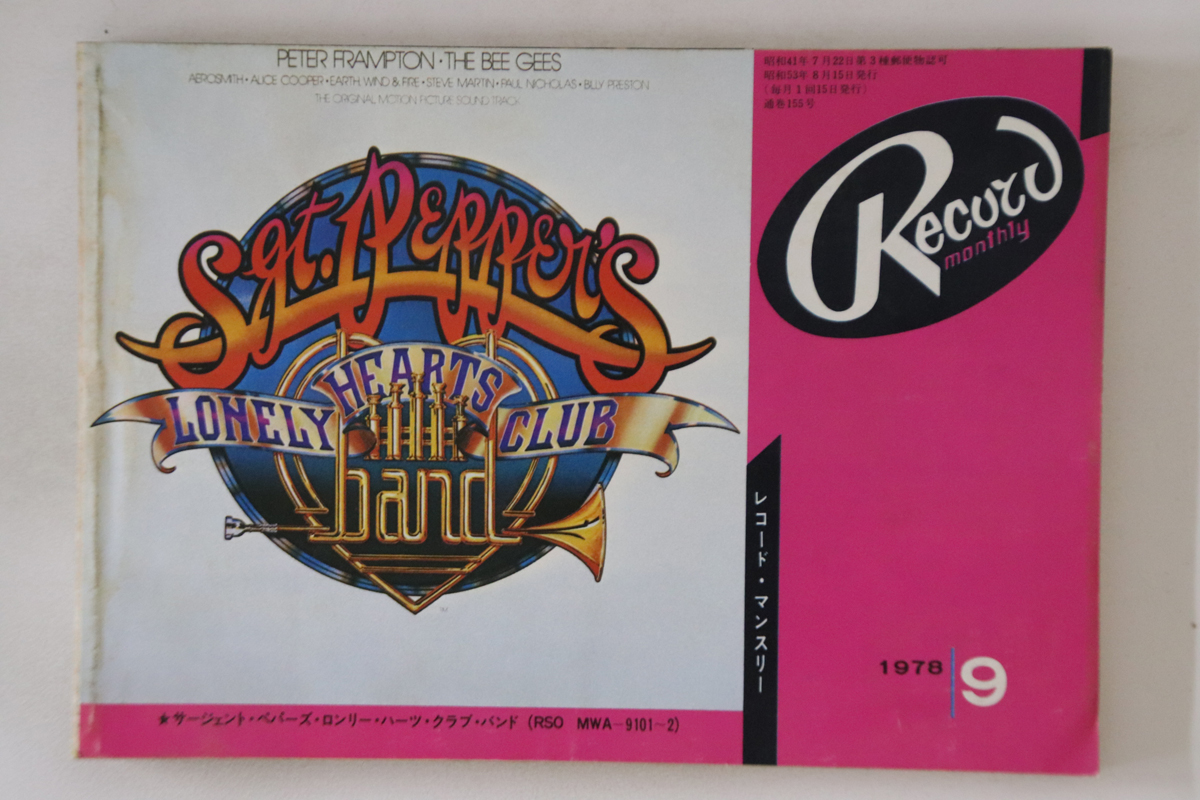 PETER FRAMPTON · THE BEE GEES
AEROSMITH · ALICE COOPER · EARTH, WIND & FIRE · STEVE MARTIN · PAUL NICHOLAS · BILLY PRESTON
THE ORIGINAL MOTION PICTURE SOUND TRACK
Sgt. PEPPER'S
LONELY HEARTS CLUB
band
TM
★サージェント・ペパーズ・ロンリー・ハーツ・クラブ・バンド (RSO MWA-9101~2)
昭和41年7月22日第3種郵便物認可
昭和53年8月15日発行
(毎月1回15日発行)
通巻155号
Record
monthly
レコード・マンスリー
1978 9